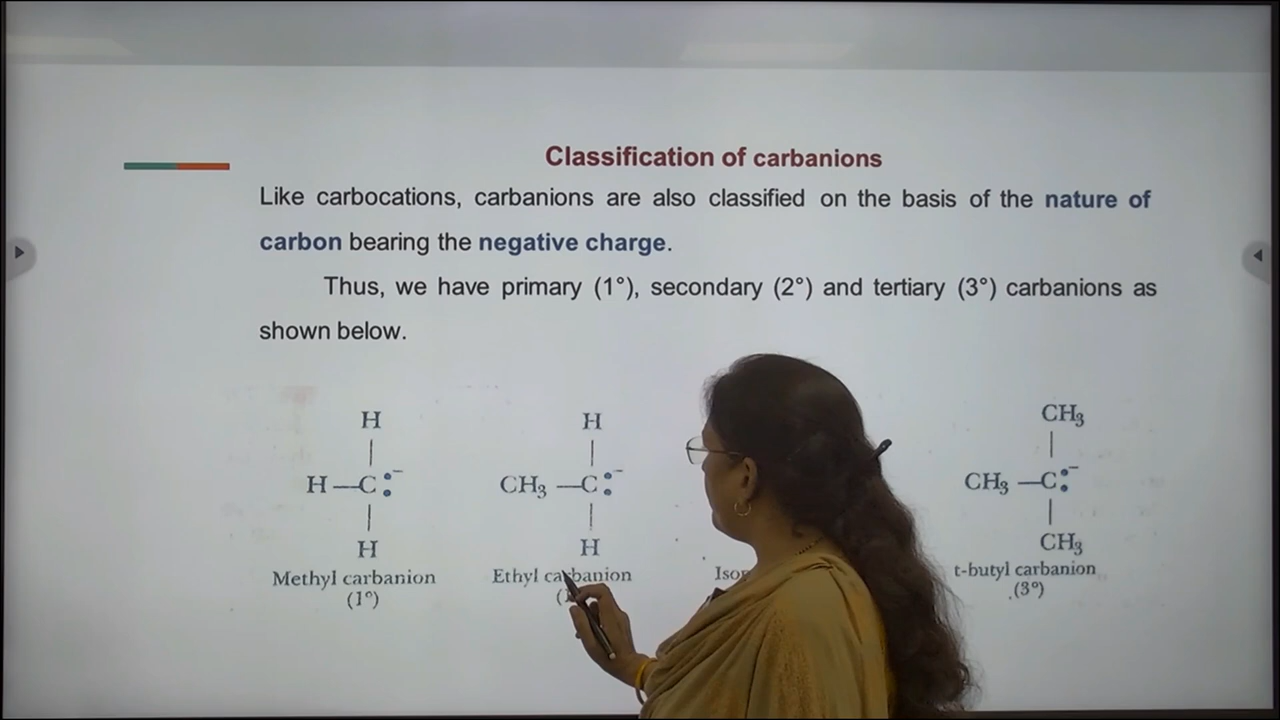 Classification of carbanions
Like carbocations, carbanions are also classified on the basis of the nature of
carbon bearing the negative charge.
Thus, we have primary (1°), secondary (2°) and tertiary (3°) carbanions as
shown below.
H H CH₃
| | |
H—C:⁻ CH₃—C:⁻ CH₃—C:⁻
| | |
H H CH₃
Methyl carbanion Ethyl carbanion t-butyl carbanion
(1°) (3°)